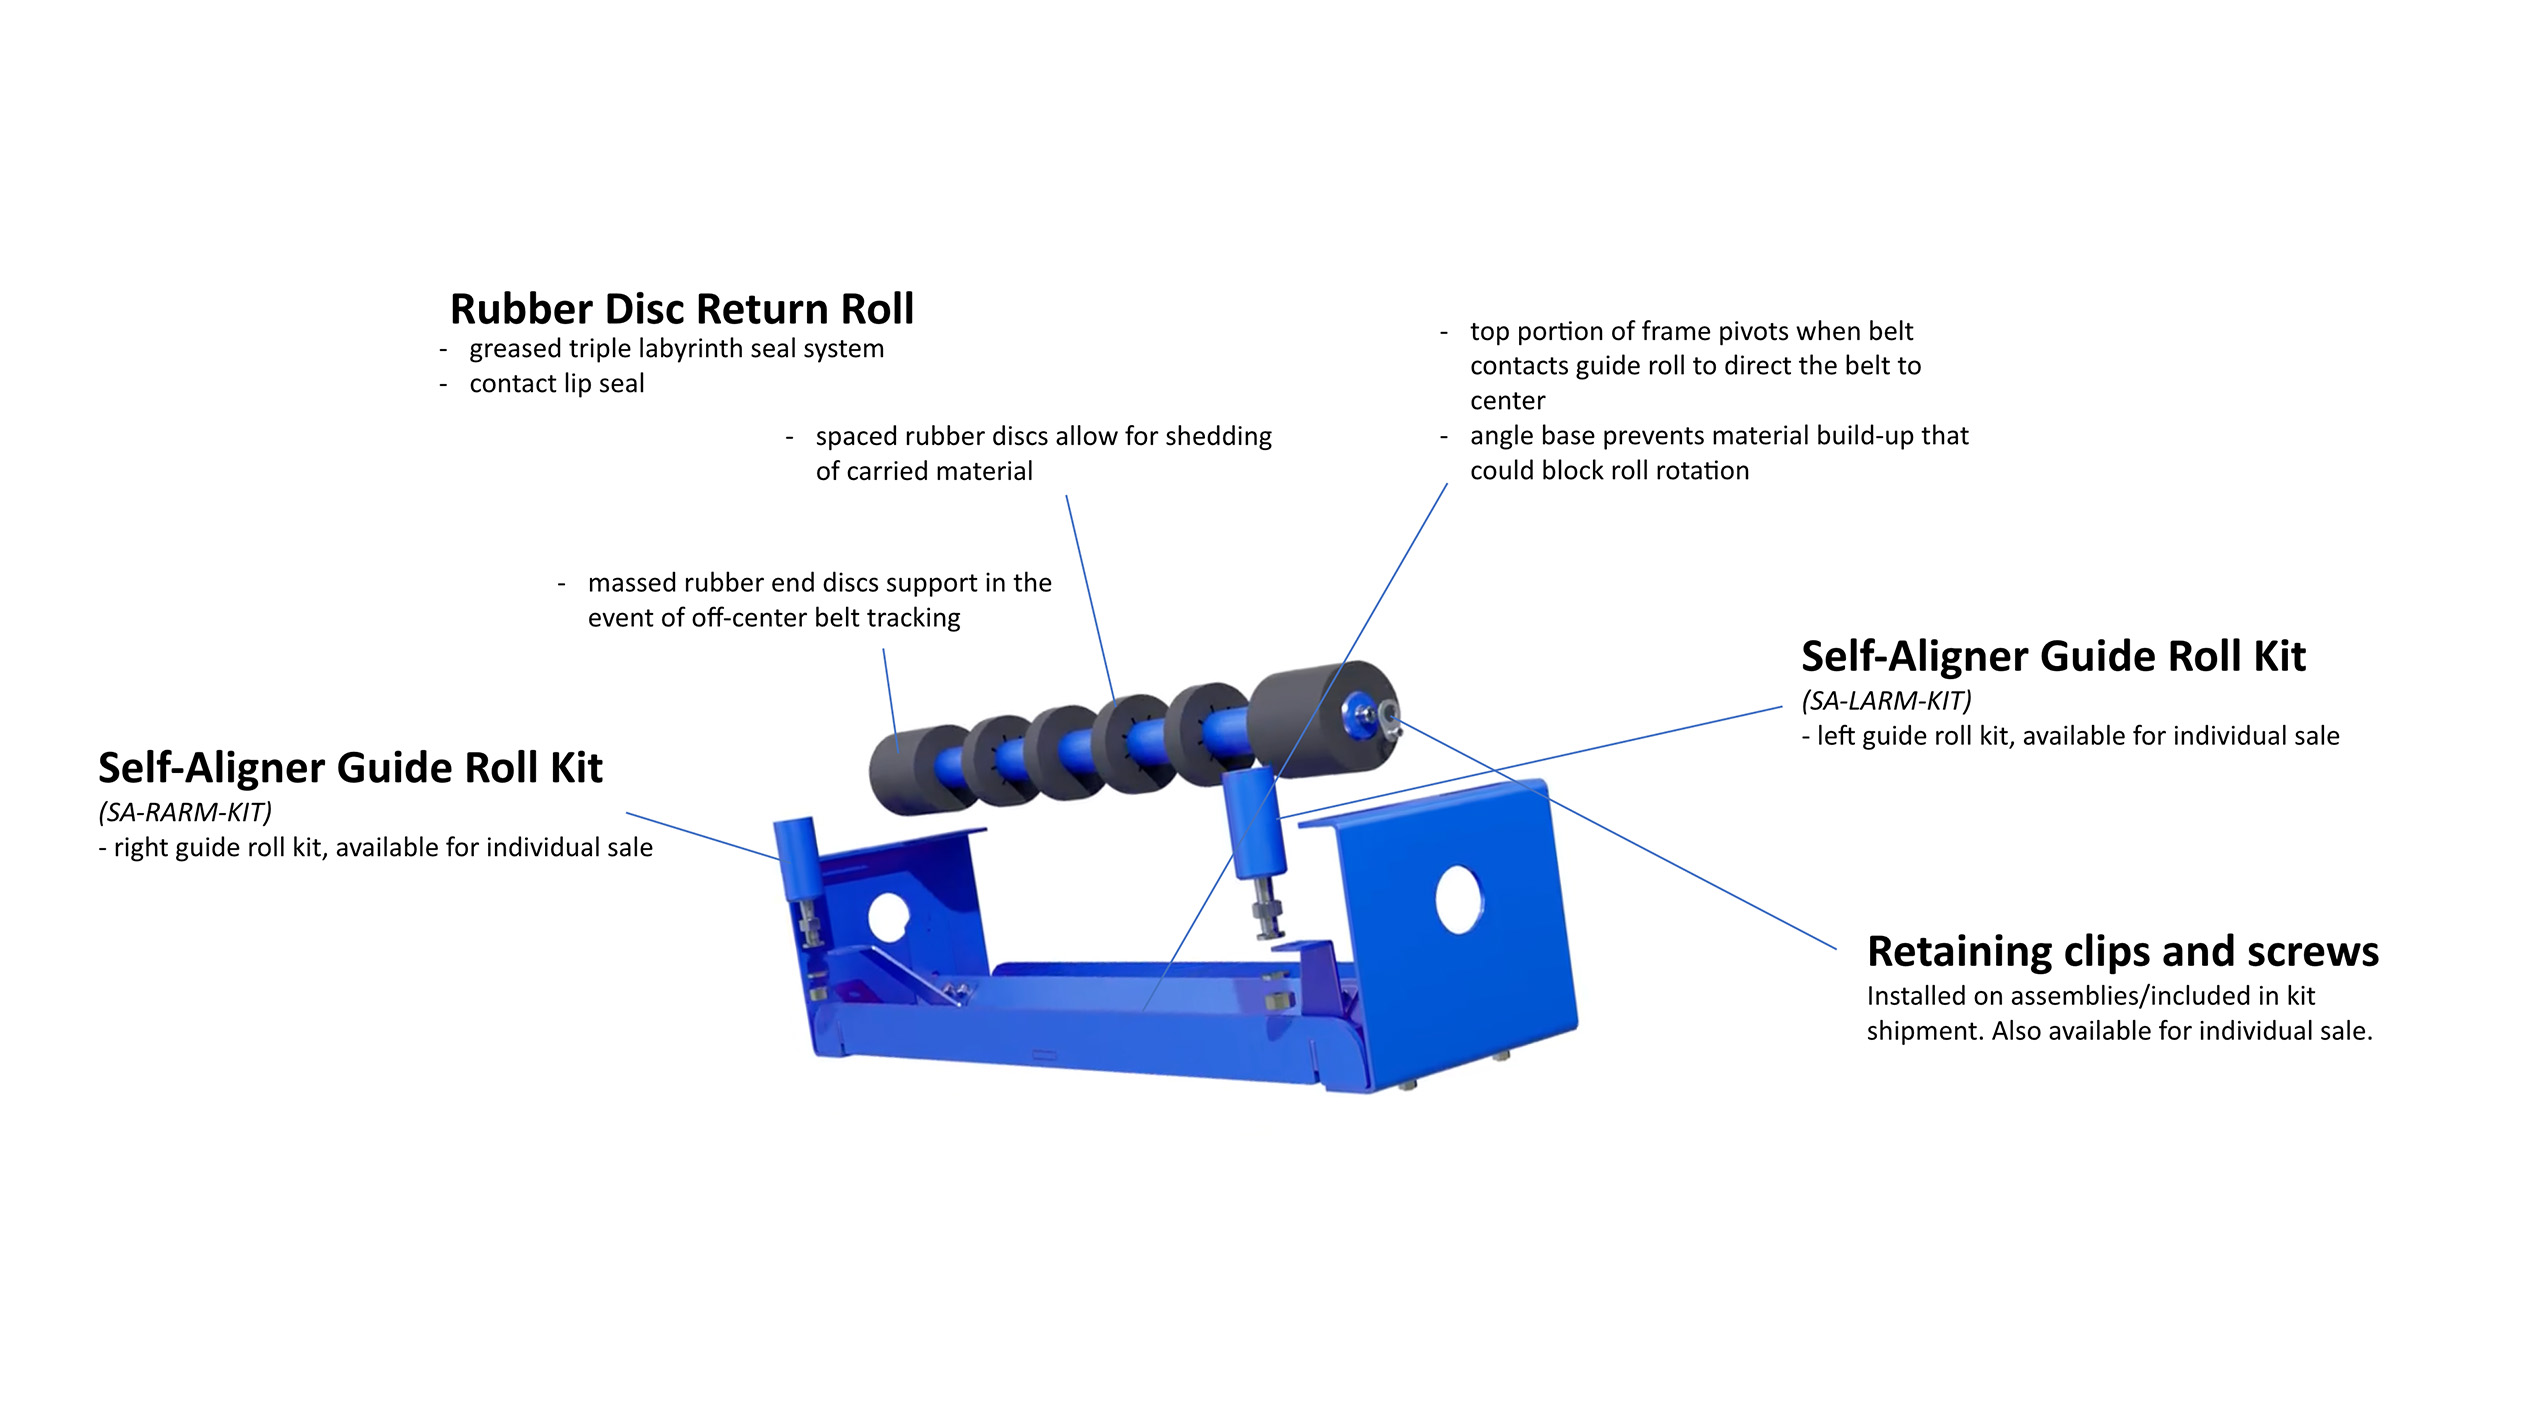 Rubber Disc Return Roll
- greased triple labyrinth seal system
- contact lip seal
- spaced rubber discs allow for shedding
of carried material
- massed rubber end discs support in the
event of off-center belt tracking
- top portion of frame pivots when belt
contacts guide roll to direct the belt to
center
- angle base prevents material build-up that
could block roll rotation
Self-Aligner Guide Roll Kit
(SA-RARM-KIT)
- right guide roll kit, available for individual sale
Self-Aligner Guide Roll Kit
(SA-LARM-KIT)
- left guide roll kit, available for individual sale
Retaining clips and screws
Installed on assemblies/included in kit
shipment. Also available for individual sale.